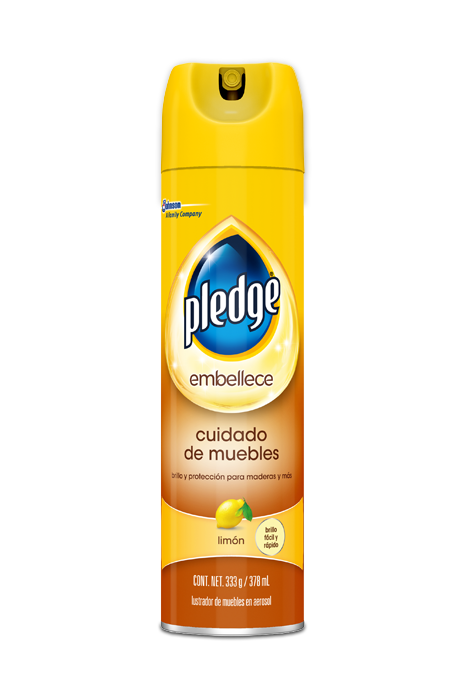 Johnson
A Family Company
pledge®
embellece
cuidado
de muebles
brillo y protección para maderas y más
limón
brillo
fácil y
rápido
CONT. NET. 333 g / 378 mL
lustrador de muebles en aerosol